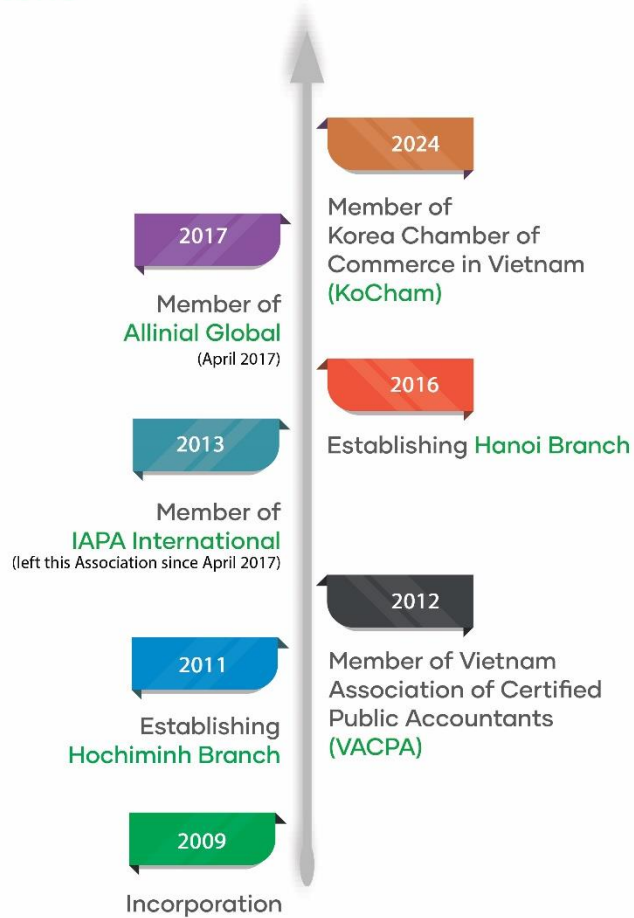 2024
Member of
Korea Chamber of
Commerce in Vietnam
(KoCham)
2017
Member of
Allinial Global
(April 2017)
2016
Establishing Hanoi Branch
2013
Member of
IAPA International
(left this Association since April 2017)
2012
Member of Vietnam
Association of Certified
Public Accountants
(VACPA)
2011
Establishing
Hochiminh Branch
2009
Incorporation